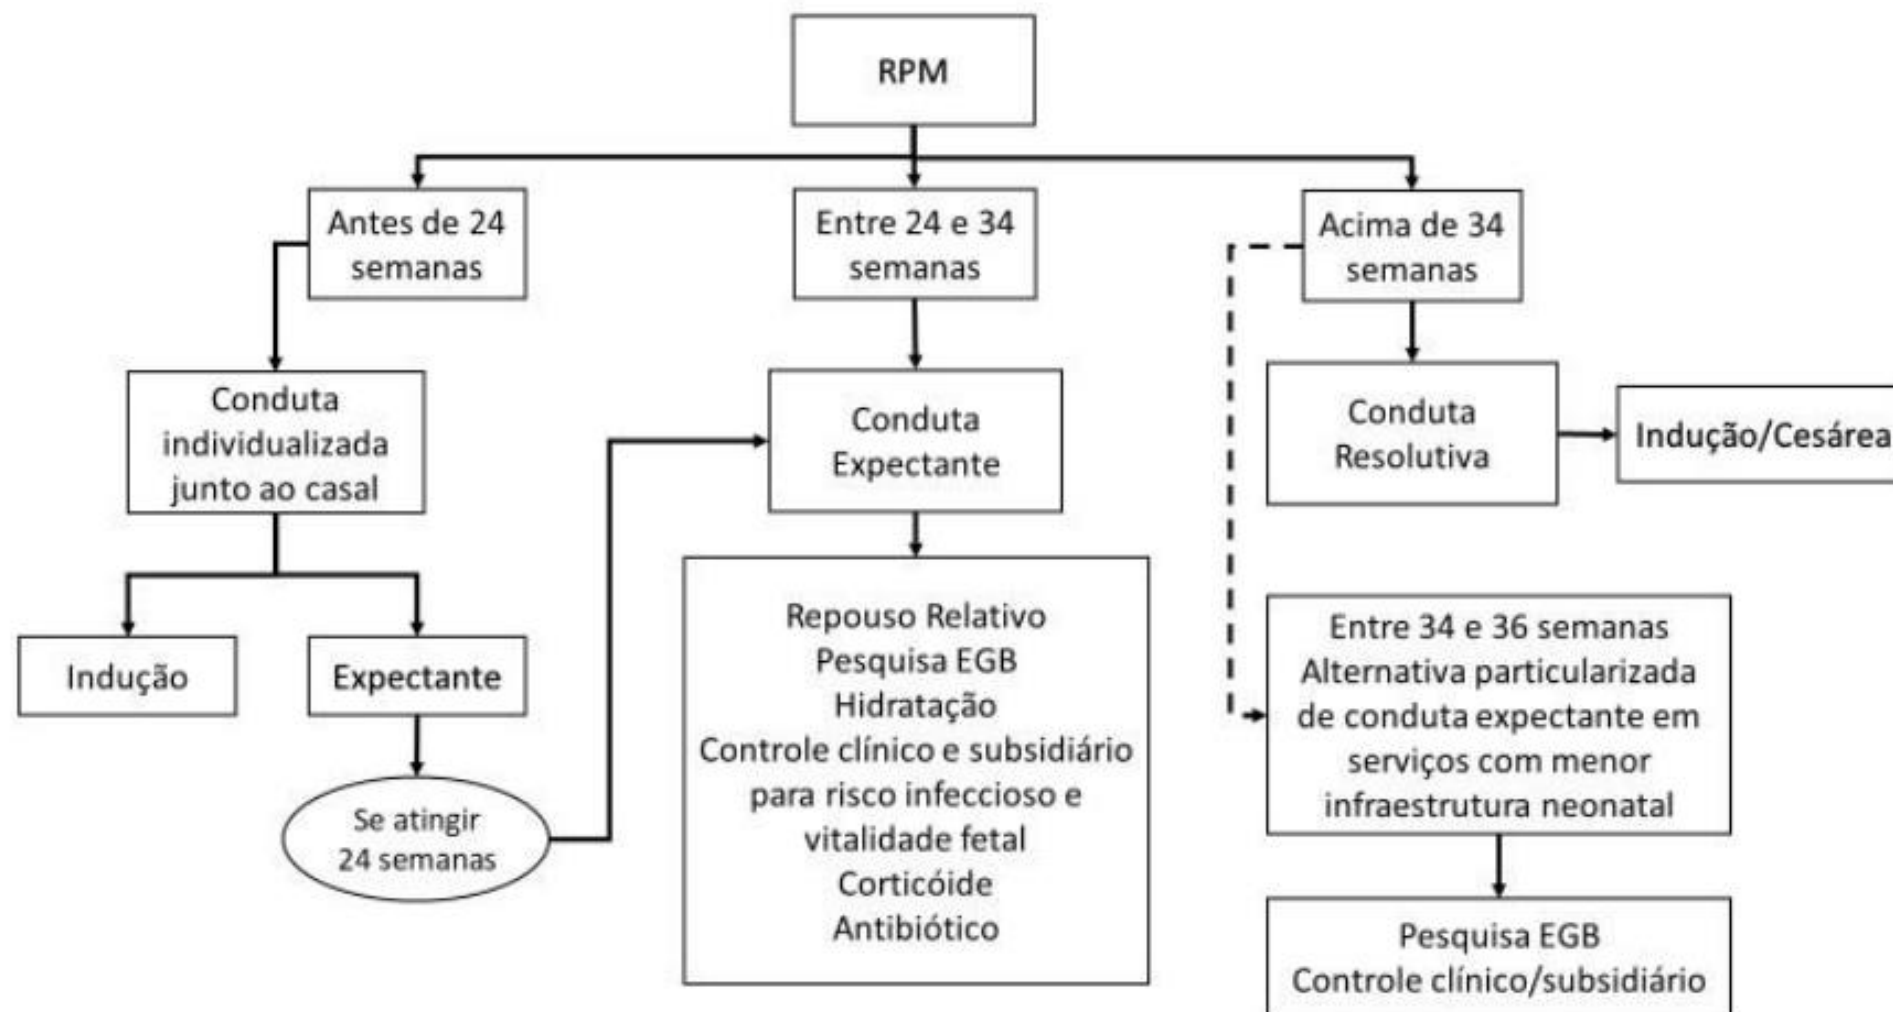 RPM
Antes de 24
semanas
Entre 24 e 34
semanas
Acima de 34
semanas
Conduta
individualizada
junto ao casal
Conduta
Expectante
Conduta
Resolutiva
Indução/Cesárea
Indução
Expectante
Se atingir
24 semanas
Repouso Relativo
Pesquisa EGB
Hidratação
Controle clínico e subsidiário
para risco infeccioso e
vitalidade fetal
Corticóide
Antibiótico
Entre 34 e 36 semanas
Alternativa particularizada
de conduta expectante em
serviços com menor
infraestrutura neonatal
Pesquisa EGB
Controle clínico/subsidiário